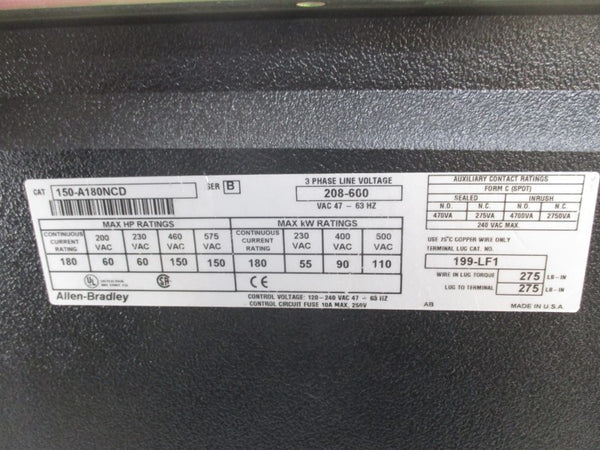 CAT 150-A180NCD SER B
3 PHASE LINE VOLTAGE
208-600
VAC 47 - 63 HZ
AUXILIARY CONTACT RATINGS
FORM C (SPDT)
SEALED INRUSH
N.O. N.C. N.O. N.C.
470VA 275VA 4700VA 2750VA
240 VAC MAX.
MAX HP RATINGS
CONTINUOUS CURRENT RATING 200 VAC 230 VAC 460 VAC 575 VAC
180 60 60 150 150
MAX kW RATINGS
CONTINUOUS CURRENT RATING 230 VAC 400 VAC 500 VAC
180 55 90 110
USE 75°C COPPER WIRE ONLY
TERMINAL LUG CAT. NO.
199-LF1
WIRE IN LUG TORQUE 275 LB-IN
LUG TO TERMINAL 275 LB-IN
UL SA CE
Allen-Bradley
CONTROL VOLTAGE: 120-240 VAC 47 - 63 HZ
CONTROL CIRCUIT FUSE 10A MAX. 250V
AB MADE IN U.S.A.